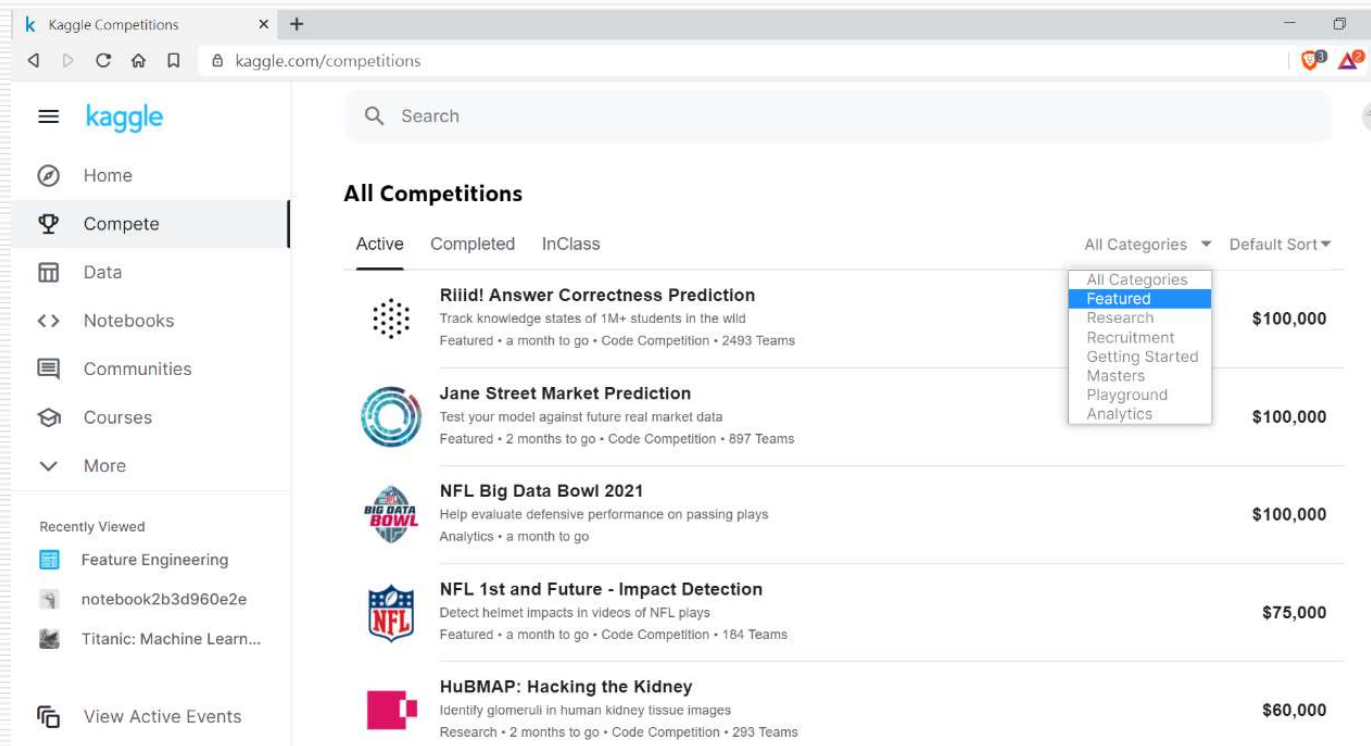 k Kaggle Competitions × +
kaggle.com/competitions 3 2
kaggle
Search
Home
Compete
Data
Notebooks
Communities
Courses
More
Recently Viewed
Feature Engineering
notebook2b3d960e2e
Titanic: Machine Learn...
View Active Events
All Competitions
Active Completed InClass All Categories Default Sort
All Categories
Featured
Research
Recruitment
Getting Started
Masters
Playground
Analytics
Riiid! Answer Correctness Prediction
Track knowledge states of 1M+ students in the wild
Featured • a month to go • Code Competition • 2493 Teams
$100,000
Jane Street Market Prediction
Test your model against future real market data
Featured • 2 months to go • Code Competition • 897 Teams
$100,000
BIG DATA
BOWL
NFL Big Data Bowl 2021
Help evaluate defensive performance on passing plays
Analytics • a month to go
$100,000
NFL
NFL 1st and Future - Impact Detection
Detect helmet impacts in videos of NFL plays
Featured • a month to go • Code Competition • 184 Teams
$75,000
HuBMAP: Hacking the Kidney
Identify glomeruli in human kidney tissue images
Research • 2 months to go • Code Competition • 293 Teams
$60,000